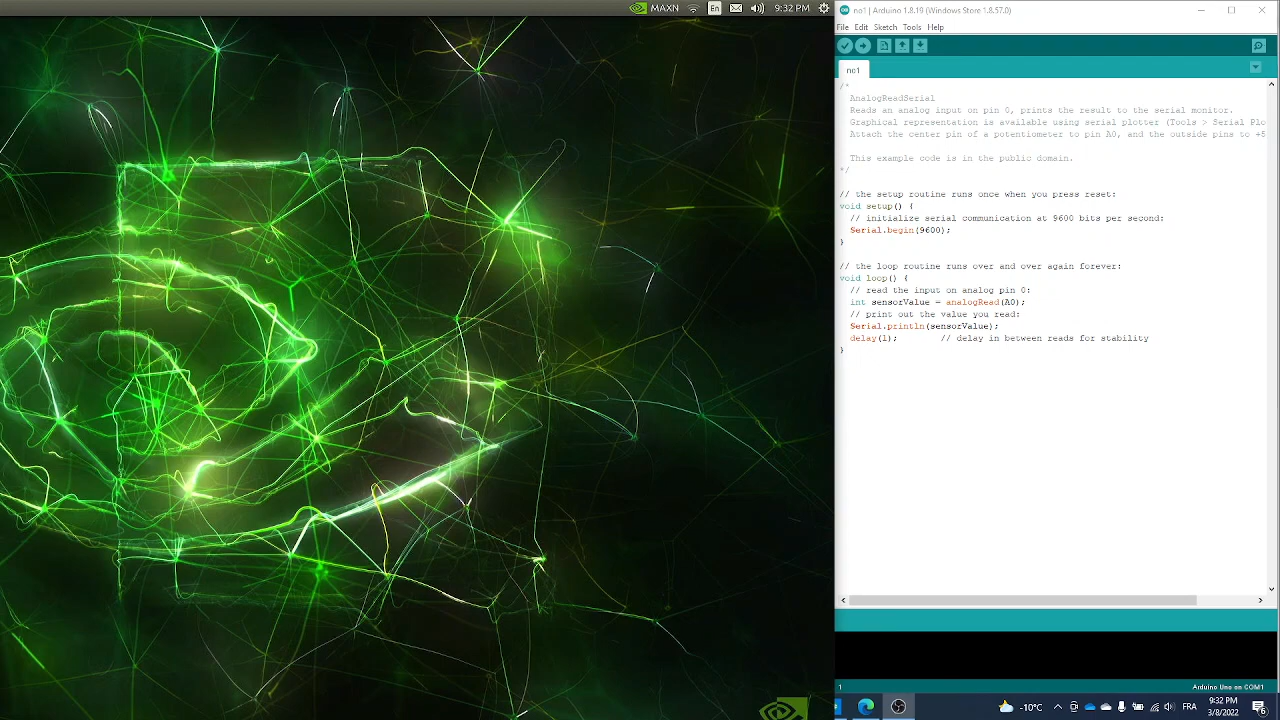 MAXN
En
9:32 PM
no1 | Arduino 1.8.19 (Windows Store 1.8.57.0)
File Edit Sketch Tools Help
no1
/*
AnalogReadSerial
Reads an analog input on pin 0, prints the result to the serial monitor.
Graphical representation is available using serial plotter (Tools > Serial Plo
Attach the center pin of a potentiometer to pin A0, and the outside pins to +5
This example code is in the public domain.
*/
// the setup routine runs once when you press reset:
void setup() {
// initialize serial communication at 9600 bits per second:
Serial.begin(9600);
}
// the loop routine runs over and over again forever:
void loop() {
// read the input on analog pin 0:
int sensorValue = analogRead(A0);
// print out the value you read:
Serial.println(sensorValue);
delay(1);        // delay in between reads for stability
}
1
Arduino Uno on COM1
-10°C
FRA
9:32 PM
3/8/2022
6